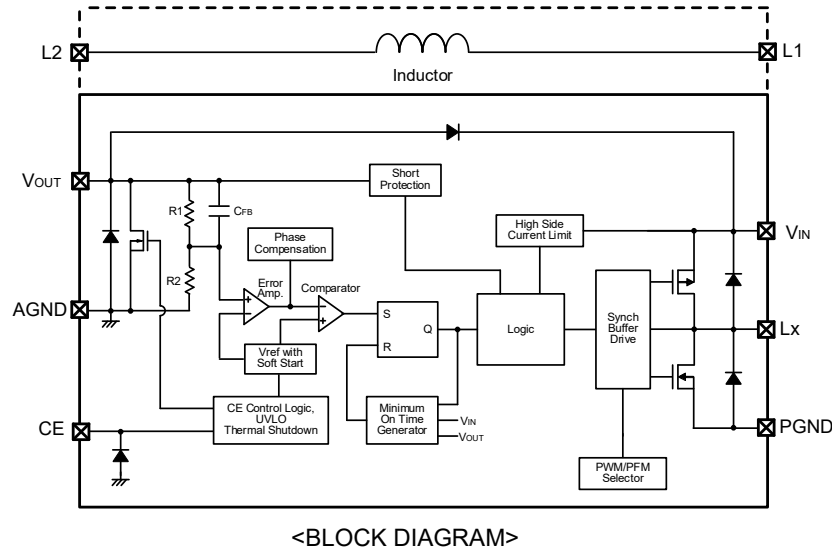 L2
L1
Inductor
VOUT
Short
Protection
R1
CFB
High Side
Current Limit
VIN
Phase
Compensation
R2
Error
Amp.
Comparator
AGND
S
Q
R
Logic
Synch
Buffer
Drive
Lx
Vref with
Soft Start
CE
CE Control Logic,
UVLO
Thermal Shutdown
Minimum
On Time
Generator
VIN
VOUT
PGND
PWM/PFM
Selector
<BLOCK DIAGRAM>